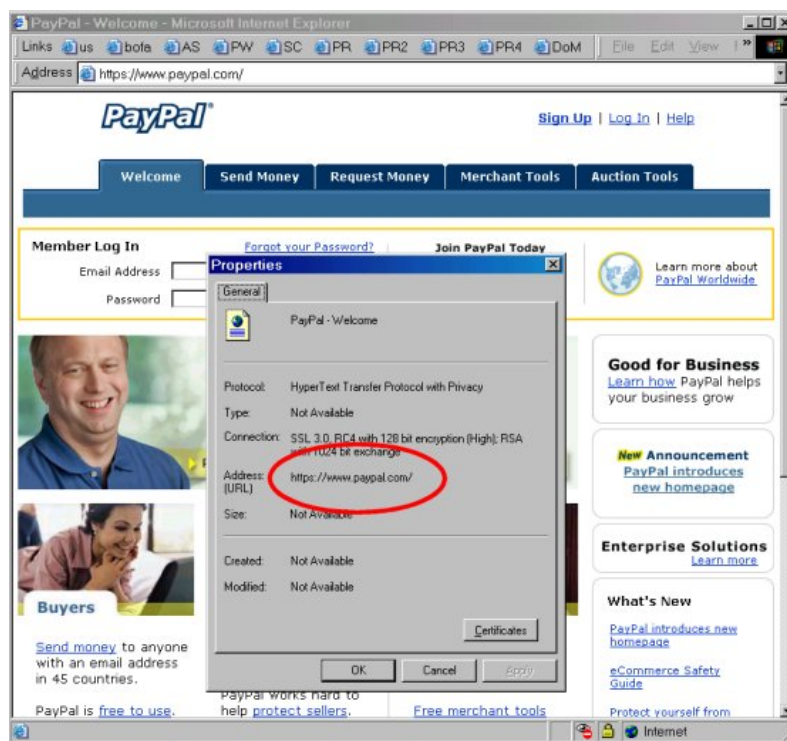 PayPal - Welcome - Microsoft Internet Explorer
Links us bofa AS PW SC PR PR2 PR3 PR4 DoM File Edit View »
Address https://www.paypal.com/
PayPal®
Sign Up | Log In | Help
Welcome Send Money Request Money Merchant Tools Auction Tools
Member Log In Forgot your Password? Join PayPal Today
Email Address
Password
Learn more about
PayPal Worldwide
Properties
General
PayPal - Welcome
Protocol: HyperText Transfer Protocol with Privacy
Type: Not Available
Connection: SSL 3.0, RC4 with 128 bit encryption (High); RSA
with 1024 bit exchange
Address: https://www.paypal.com/
(URL)
Size: Not Available
Created: Not Available
Modified: Not Available
Certificates
OK Cancel Apply
Good for Business
Learn how PayPal helps
your business grow
New Announcement
PayPal introduces
new homepage
Enterprise Solutions
Learn more
What's New
PayPal introduces new
homepage
eCommerce Safety
Guide
Protect yourself from
Buyers
Send money to anyone
with an email address
in 45 countries.
PayPal is free to use.
PayPal works hard to
help protect sellers.
Free merchant tools
Internet